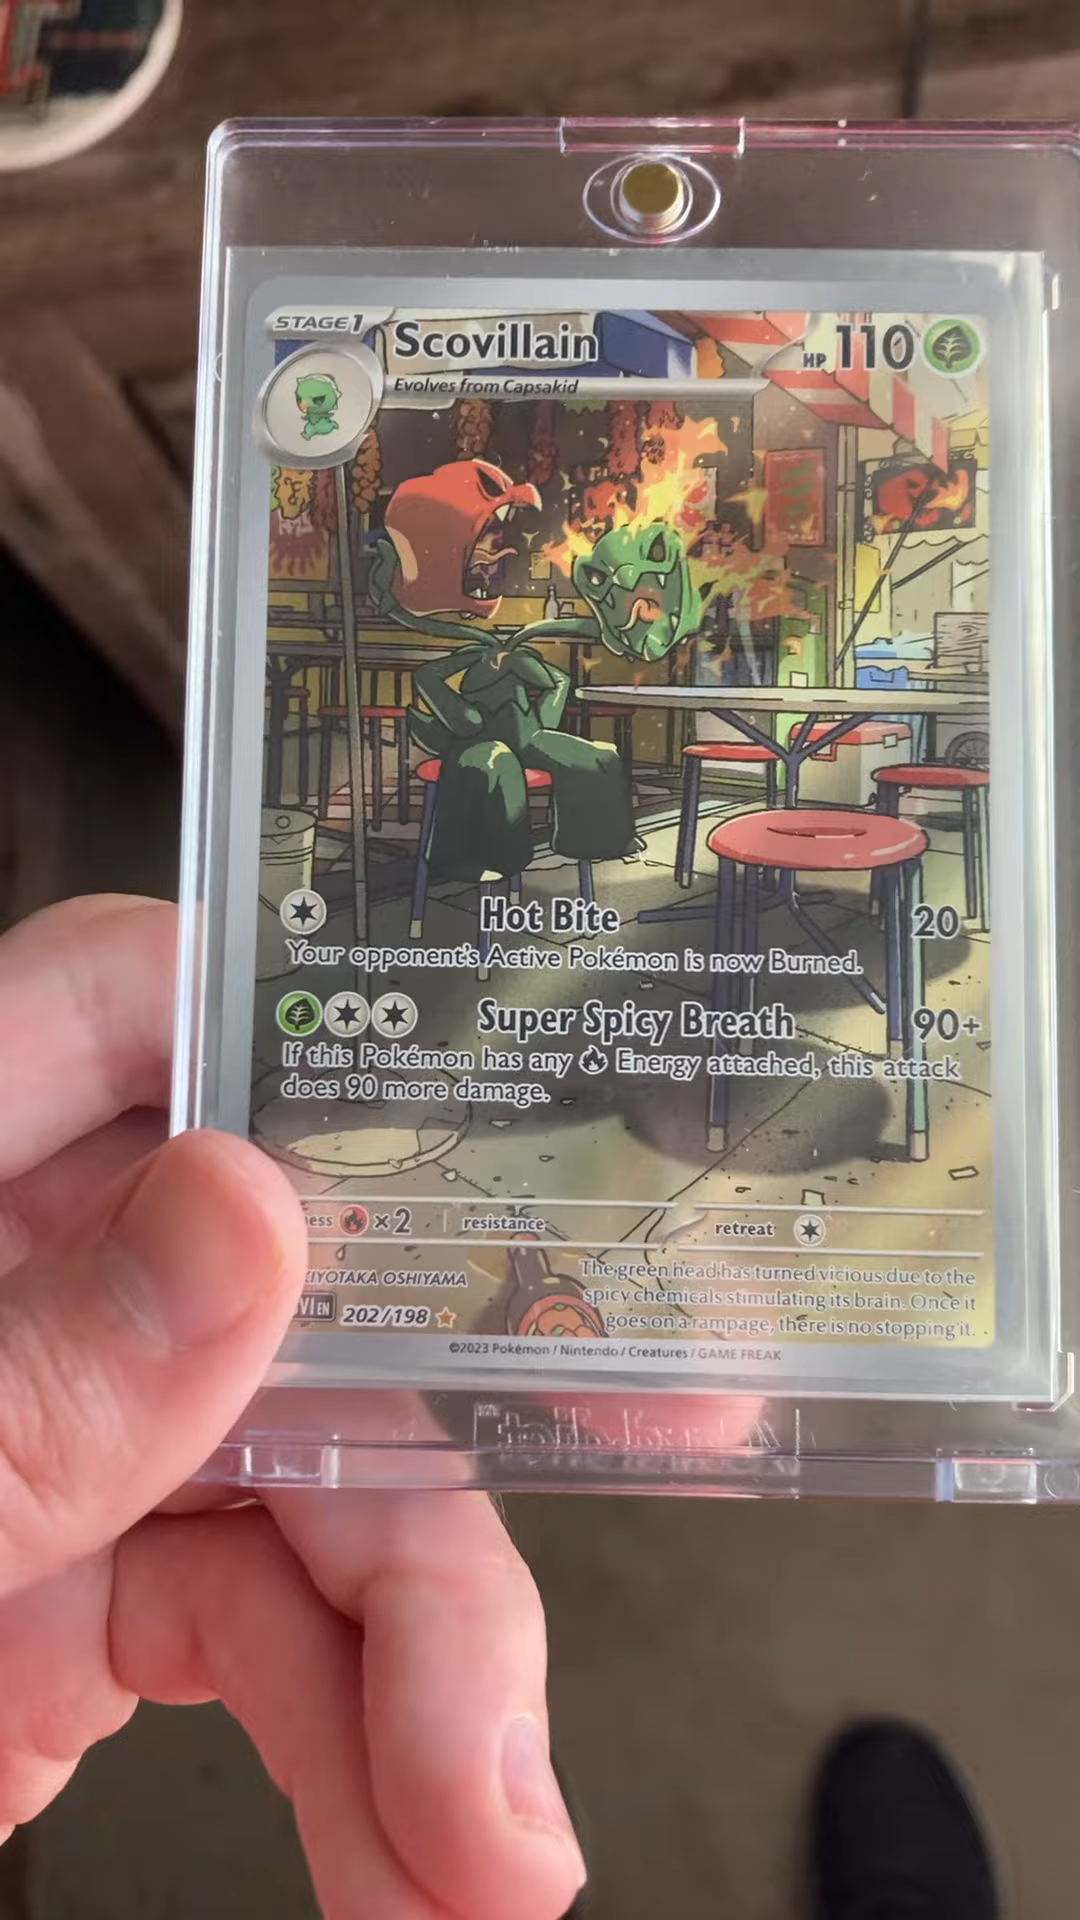 STAGE1
Scovillain
HP 110
Evolves from Capsakid
Hot Bite 20
Your opponent's Active Pokémon is now Burned.
Super Spicy Breath 90+
If this Pokémon has any Energy attached, this attack
does 90 more damage.
×2 resistance retreat
KIYOTAKA OSHIYAMA
EN 202/198
The green head has turned vicious due to the
spicy chemicals stimulating its brain. Once it
goes on a rampage, there is no stopping it.
©2023 Pokémon / Nintendo / Creatures / GAME FREAK